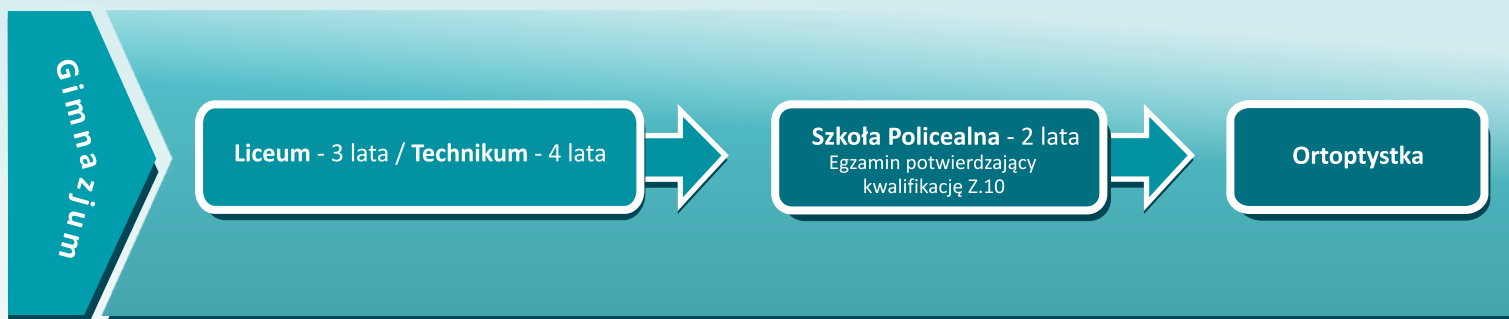 Gimnazjum
Liceum - 3 lata / Technikum - 4 lata
Szkoła Policealna - 2 lata
Egzamin potwierdzający
kwalifikację Z.10
Ortoptystka